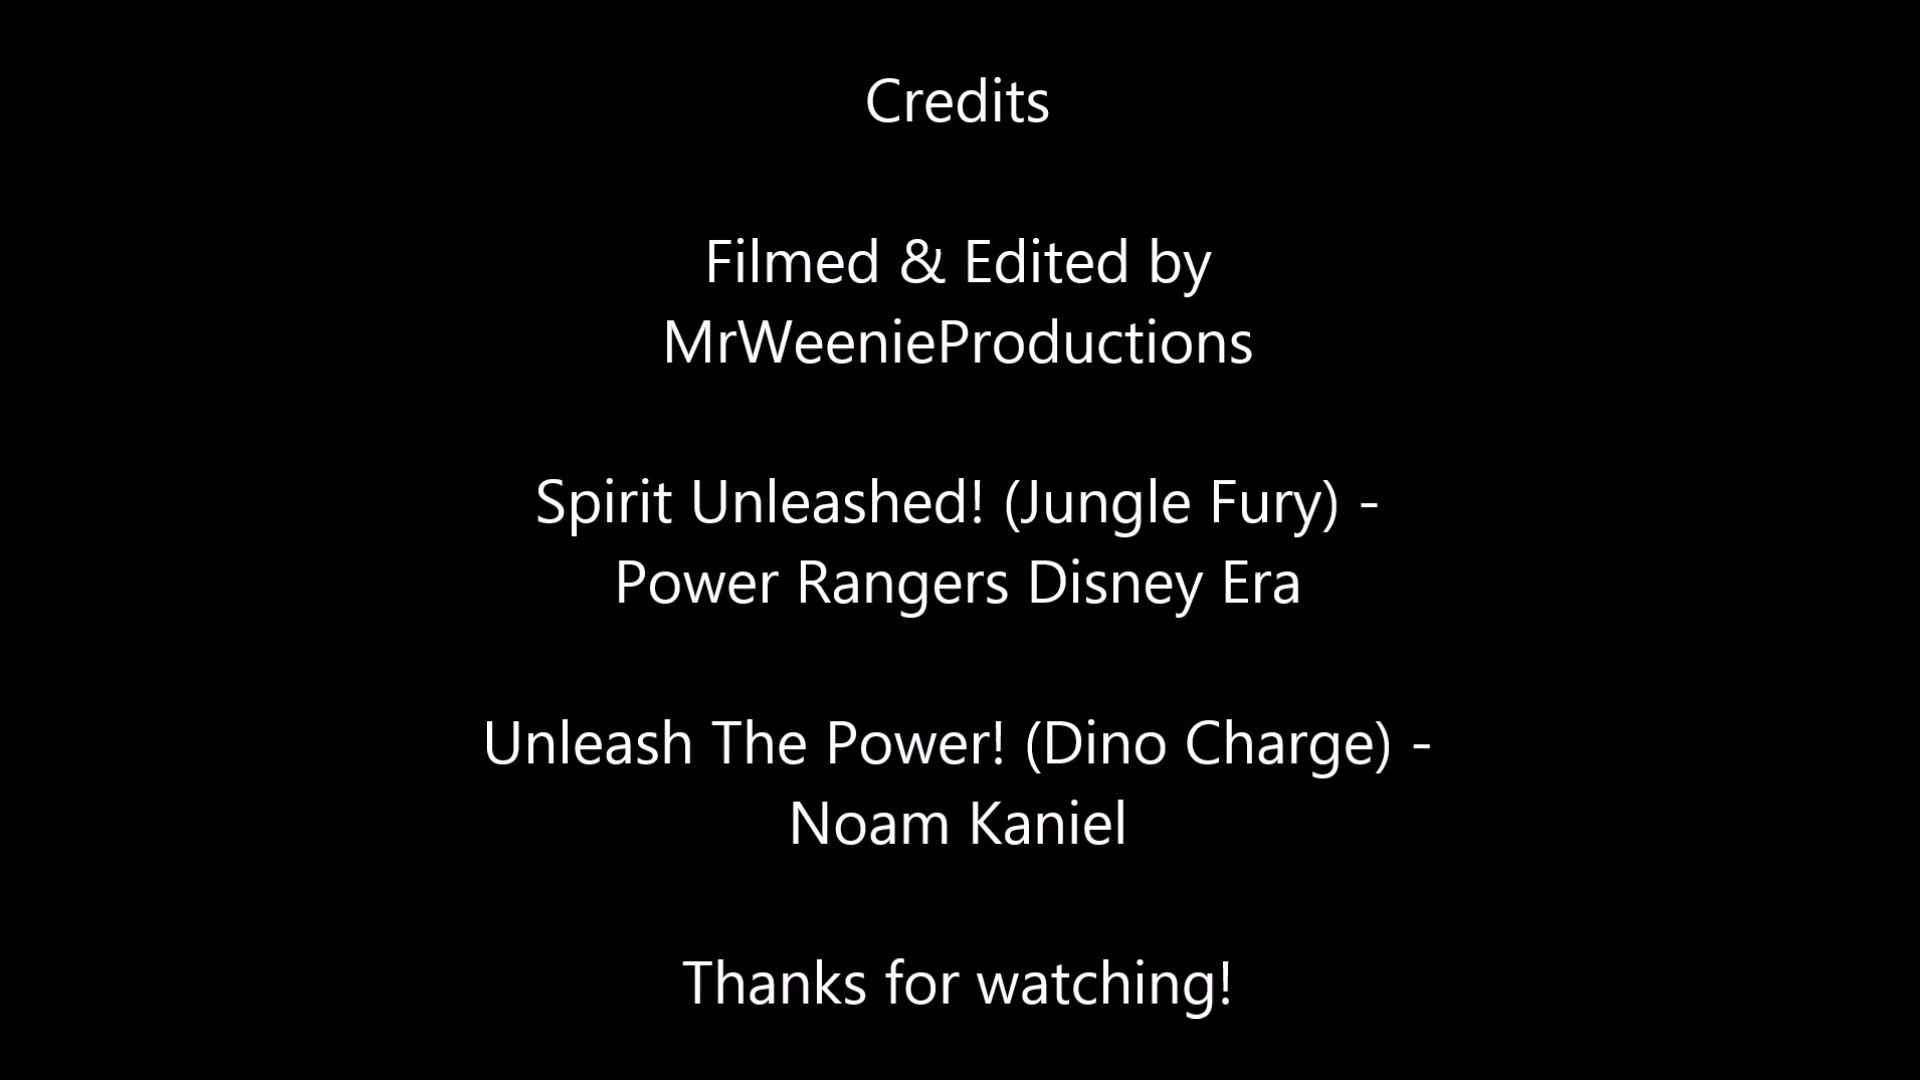 Credits
Filmed & Edited by
MrWeenieProductions
Spirit Unleashed! (Jungle Fury) -
Power Rangers Disney Era
Unleash The Power! (Dino Charge) -
Noam Kaniel
Thanks for watching!